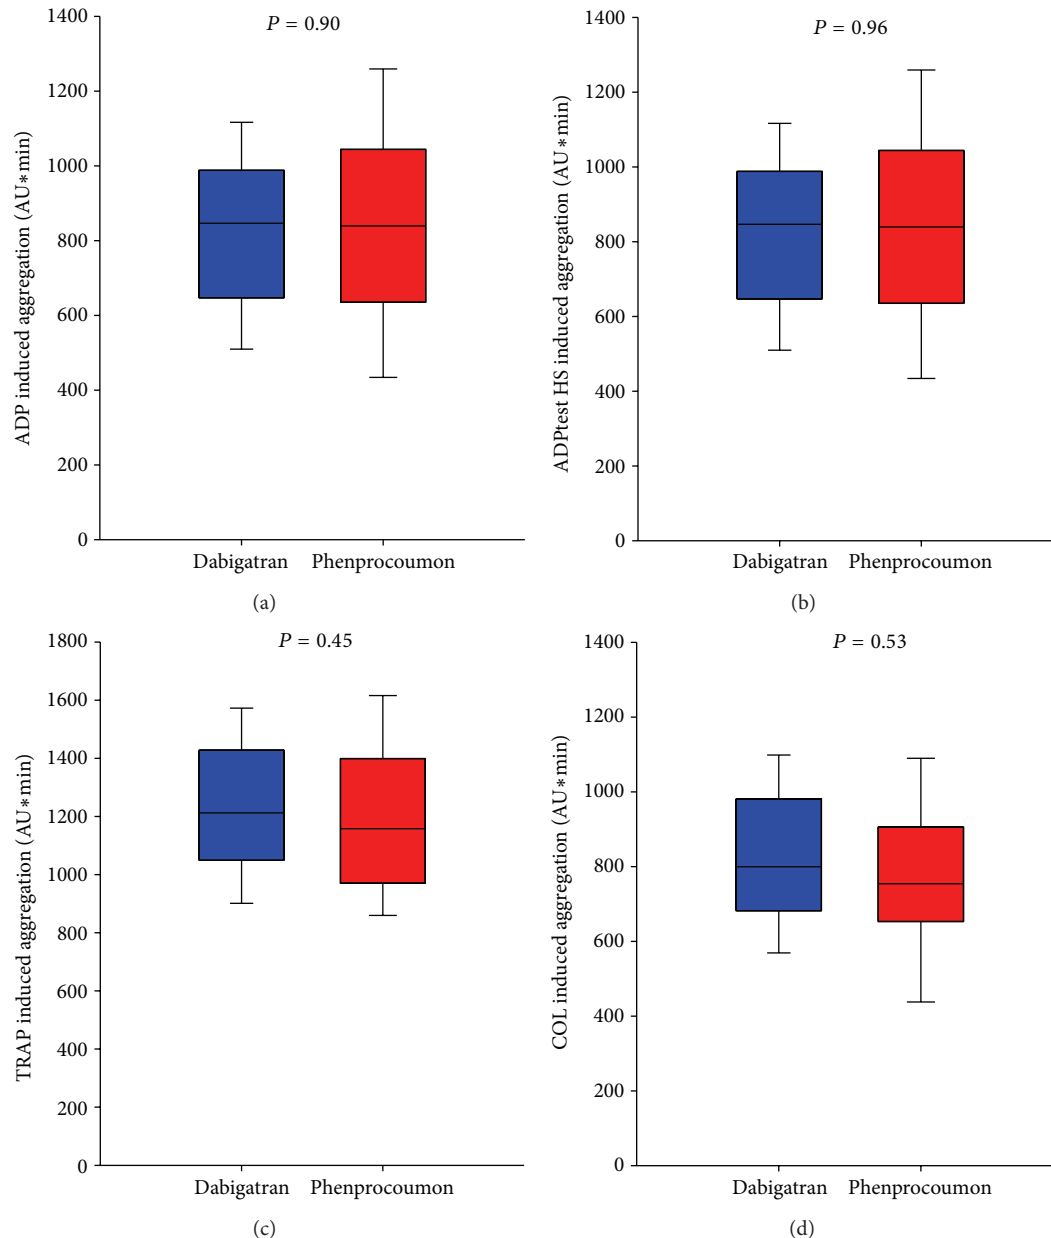 P = 0.90
ADP induced aggregation (AU∗min)
1400
1200
1000
800
600
400
200
0
Dabigatran Phenprocoumon
(a)
P = 0.96
ADPtest HS induced aggregation (AU∗min)
1400
1200
1000
800
600
400
200
0
Dabigatran Phenprocoumon
(b)
P = 0.45
TRAP induced aggregation (AU∗min)
1800
1600
1400
1200
1000
800
600
400
200
0
Dabigatran Phenprocoumon
(c)
P = 0.53
COL induced aggregation (AU∗min)
1400
1200
1000
800
600
400
200
0
Dabigatran Phenprocoumon
(d)